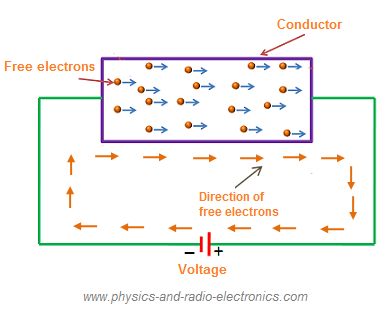 Conductor
Free electrons
Direction of
free electrons
− +
Voltage
www.physics-and-radio-electronics.com